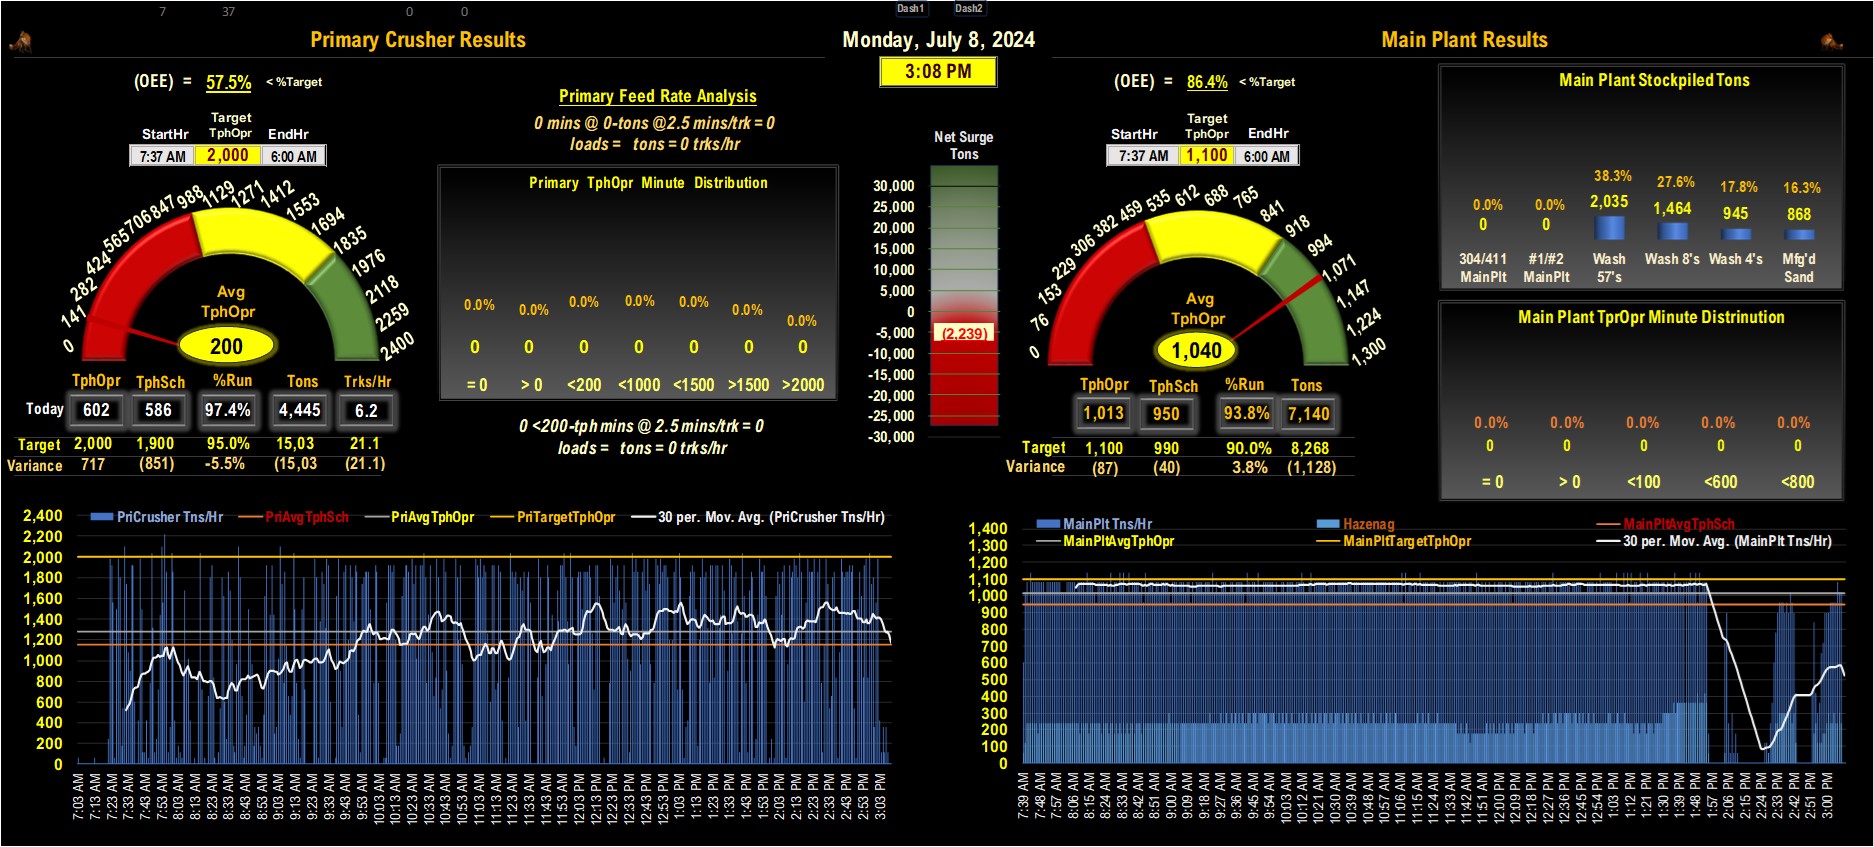 7 37 0 0 Dash1 Dash2
Primary Crusher Results
Monday, July 8, 2024
3:08 PM
Main Plant Results
(OEE) = 57.5% < %Target
Target
StartHr TphOpr EndHr
7:37 AM 2,000 6:00 AM
0 141 282 424 565 706 847 988 1129 1271 1412 1553 1694 1835 1976 2118 2259 2400
Avg
TphOpr
200
TphOpr TphSch %Run Tons Trks/Hr
Today 602 586 97.4% 4,445 6.2
Target 2,000 1,900 95.0% 15,03 21.1
Variance 717 (851) -5.5% (15,03 (21.1)
Primary Feed Rate Analysis
0 mins @ 0-tons @2.5 mins/trk = 0
loads = tons = 0 trks/hr
Primary TphOpr Minute Distribution
0.0% 0.0% 0.0% 0.0% 0.0% 0.0% 0.0%
0 0 0 0 0 0 0
= 0 > 0 <200 <1000 <1500 >1500 >2000
0 <200-tph mins @ 2.5 mins/trk = 0
loads = tons = 0 trks/hr
Net Surge
Tons
30,000
25,000
20,000
15,000
10,000
5,000
0
-5,000
-10,000
-15,000
-20,000
-25,000
-30,000
(2,239)
(OEE) = 86.4% < %Target
Target
StartHr TphOpr EndHr
7:37 AM 1,100 6:00 AM
0 76 153 229 306 382 459 535 612 688 765 841 918 994 1,071 1,147 1,224 1,300
Avg
TphOpr
1,040
TphOpr TphSch %Run Tons
1,013 950 93.8% 7,140
Target 1,100 990 90.0% 8,268
Variance (87) (40) 3.8% (1,128)
Main Plant Stockpiled Tons
0.0% 0.0% 38.3% 27.6% 17.8% 16.3%
0 0 2,035 1,464 945 868
304/411 #1/#2 Wash Wash 8's Wash 4's Mfg'd
MainPlt MainPlt 57's Sand
Main Plant TprOpr Minute Distrinution
0.0% 0.0% 0.0% 0.0% 0.0%
0 0 0 0 0
= 0 > 0 <100 <600 <800
PriCrusher Tns/Hr PriAvgTphSch PriAvgTphOpr PriTargetTphOpr 30 per. Mov. Avg. (PriCrusher Tns/Hr)
2,400
2,200
2,000
1,800
1,600
1,400
1,200
1,000
800
600
400
200
0
7:03 AM 7:13 AM 7:23 AM 7:33 AM 7:43 AM 7:53 AM 8:03 AM 8:13 AM 8:23 AM 8:33 AM 8:43 AM 8:53 AM 9:03 AM 9:13 AM 9:23 AM 9:33 AM 9:43 AM 9:53 AM 10:03 AM 10:13 AM 10:23 AM 10:33 AM 10:43 AM 10:53 AM 11:03 AM 11:13 AM 11:23 AM 11:33 AM 11:43 AM 11:53 AM 12:03 PM 12:13 PM 12:23 PM 12:33 PM 12:43 PM 12:53 PM 1:03 PM 1:13 PM 1:23 PM 1:33 PM 1:43 PM 1:53 PM 2:03 PM 2:13 PM 2:23 PM 2:33 PM 2:43 PM 2:53 PM 3:03 PM
MainPlt Tns/Hr Hazenag MainPltAvgTphSch
MainPltAvgTphOpr MainPltTargetTphOpr 30 per. Mov. Avg. (MainPlt Tns/Hr)
1,400
1,300
1,200
1,100
1,000
900
800
700
600
500
400
300
200
100
0
7:39 AM 7:48 AM 7:57 AM 8:06 AM 8:15 AM 8:24 AM 8:33 AM 8:42 AM 8:51 AM 9:00 AM 9:09 AM 9:18 AM 9:27 AM 9:36 AM 9:45 AM 9:54 AM 10:03 AM 10:12 AM 10:21 AM 10:30 AM 10:39 AM 10:48 AM 10:57 AM 11:06 AM 11:15 AM 11:24 AM 11:33 AM 11:42 AM 11:51 AM 12:00 PM 12:09 PM 12:18 PM 12:27 PM 12:36 PM 12:45 PM 12:54 PM 1:03 PM 1:12 PM 1:21 PM 1:30 PM 1:39 PM 1:48 PM 1:57 PM 2:06 PM 2:15 PM 2:24 PM 2:33 PM 2:42 PM 2:51 PM 3:00 PM